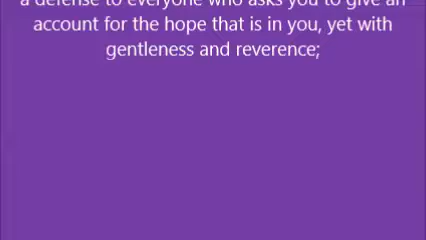 a defense to everyone who asks you to give an
account for the hope that is in you, yet with
gentleness and reverence;